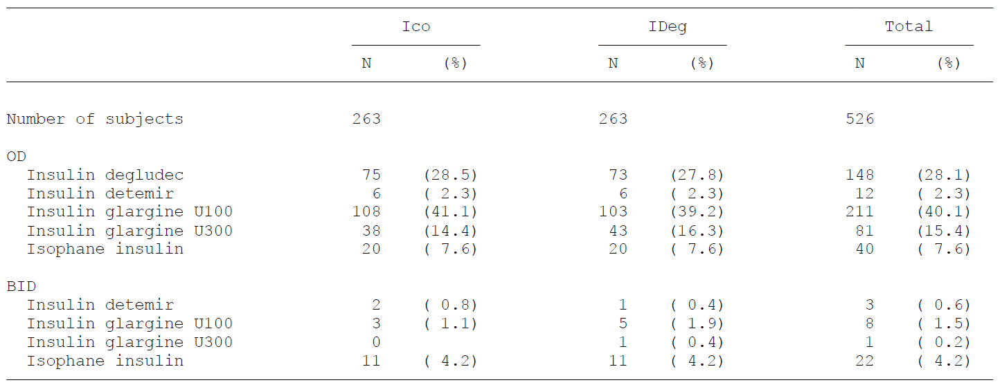 Ico IDeg Total
N (%) N (%) N (%)
Number of subjects 263 263 526
OD
Insulin degludec 75 (28.5) 73 (27.8) 148 (28.1)
Insulin detemir 6 ( 2.3) 6 ( 2.3) 12 ( 2.3)
Insulin glargine U100 108 (41.1) 103 (39.2) 211 (40.1)
Insulin glargine U300 38 (14.4) 43 (16.3) 81 (15.4)
Isophane insulin 20 ( 7.6) 20 ( 7.6) 40 ( 7.6)
BID
Insulin detemir 2 ( 0.8) 1 ( 0.4) 3 ( 0.6)
Insulin glargine U100 3 ( 1.1) 5 ( 1.9) 8 ( 1.5)
Insulin glargine U300 0 1 ( 0.4) 1 ( 0.2)
Isophane insulin 11 ( 4.2) 11 ( 4.2) 22 ( 4.2)